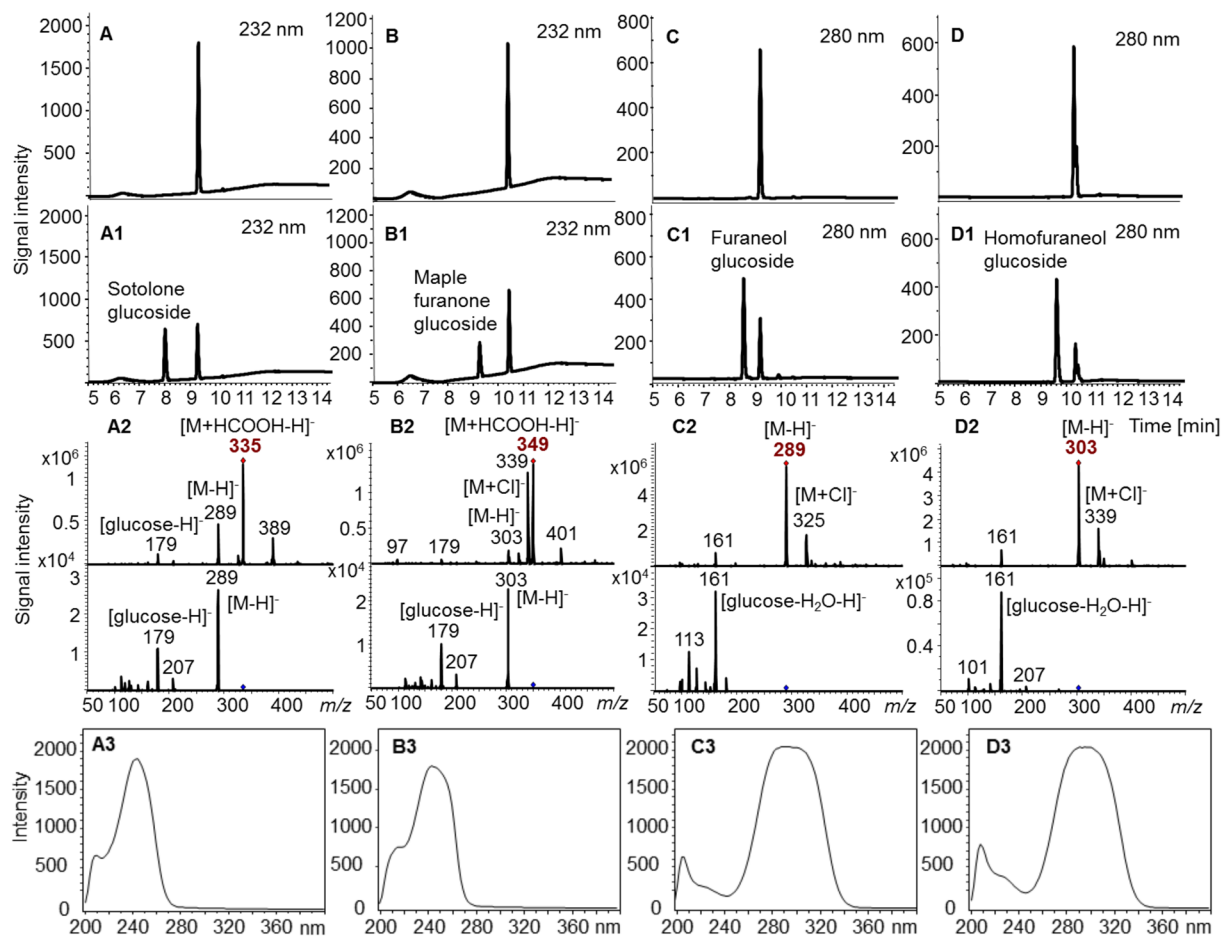 A 232 nm
B 232 nm
C 280 nm
D 280 nm
2000
1500
1000
500
1200
1000
800
600
400
200
800
600
400
200
600
400
200
Signal intensity
A1 232 nm
B1 232 nm
C1 Furaneol glucoside 280 nm
D1 Homofuraneol glucoside 280 nm
Sotolone
glucoside
Maple
furanone
glucoside
2000
1500
1000
500
1200
1000
800
600
400
200
800
600
400
200
600
400
200
5 6 7 8 9 10 11 12 13 14
5 6 7 8 9 10 11 12 13 14
5 6 7 8 9 10 11 12 13 14
5 6 7 8 9 10 11 12 13 14
Time [min]
A2 [M+HCOOH-H]-
335
x10⁶
1
0.5
[M-H]-
289
[glucose-H]-
179
389
B2 [M+HCOOH-H]-
349
x10⁶
1
0.5
339
[M+Cl]-
[M-H]-
303
97
179
401
C2 [M-H]-
289
x10⁶
4
2
[M+Cl]-
325
161
D2 [M-H]-
303
x10⁶
4
3
2
1
[M+Cl]-
339
161
Signal intensity
x10⁴
3
2
1
289
[M-H]-
[glucose-H]-
179
207
x10⁴
2
1
303
[M-H]-
[glucose-H]-
179
207
x10⁴
4
3
2
1
161
[glucose-H₂O-H]-
113
x10⁵
0.8
0.4
161
[glucose-H₂O-H]-
101
207
50 100 200 300 400 m/z
50 100 200 300 400 m/z
200 300 400 m/z
50 100 200 300 400 m/z
Intensity
A3
2000
1500
1000
500
0
200 240 280 320 360 nm
B3
2000
1500
1000
500
0
200 240 280 320 360 nm
C3
2000
1500
1000
500
0
200 240 280 320 360 nm
D3
2000
1500
1000
500
0
200 240 280 320 360 nm